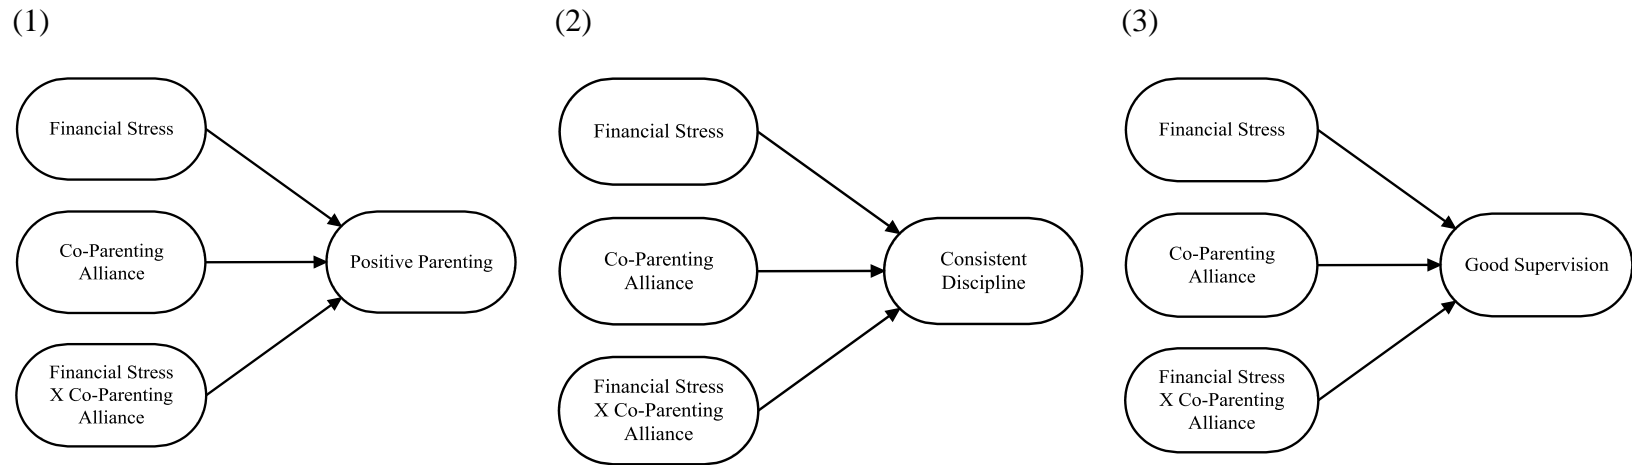 (1)
Financial Stress
Co-Parenting
Alliance
Financial Stress
X Co-Parenting
Alliance
Positive Parenting
(2)
Financial Stress
Co-Parenting
Alliance
Financial Stress
X Co-Parenting
Alliance
Consistent
Discipline
(3)
Financial Stress
Co-Parenting
Alliance
Financial Stress
X Co-Parenting
Alliance
Good Supervision